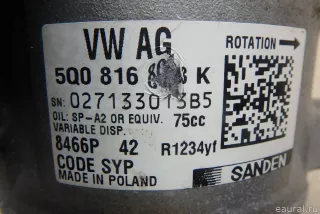 VW AG
ROTATION
5Q0 816 K
SN: 027133013B5
OIL: SP-A2 OR EQUIV. 75cc
VARIABLE DISP.
8466P 42 R1234yf
CODE SYP
MADE IN POLAND
SANDEN
eaural.ru